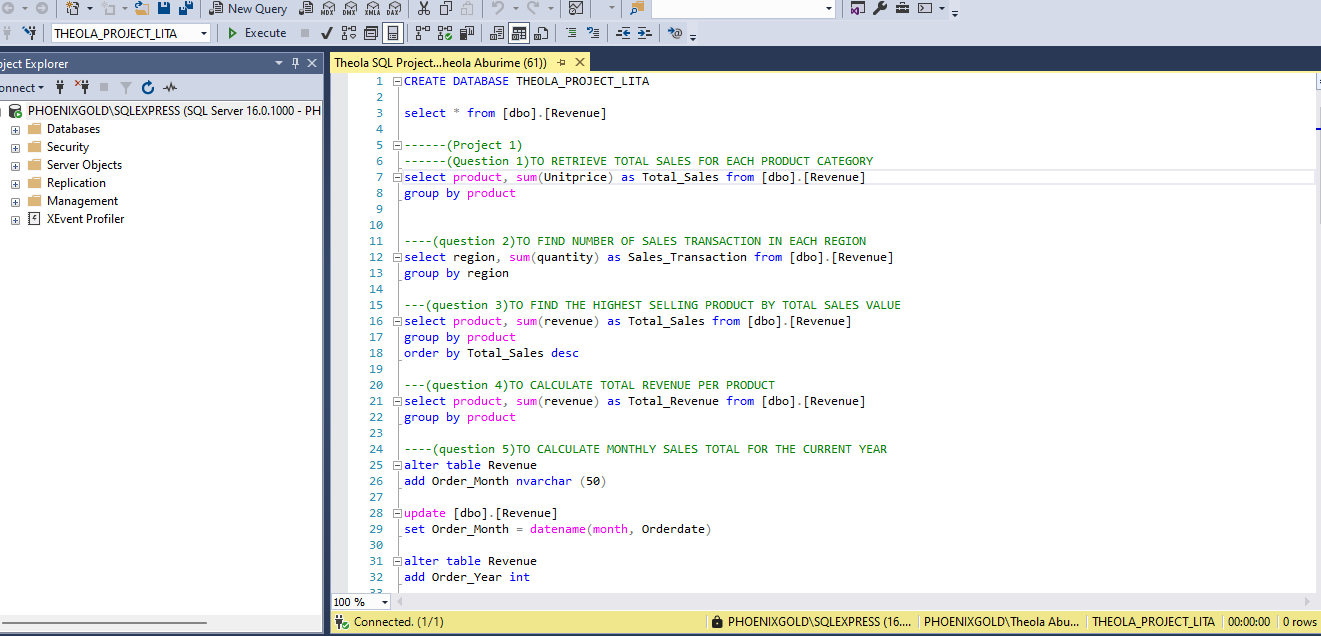 New Query
MDX
DMX
XMLA
DAX
THEOLA_PROJECT_LITA
Execute
ject Explorer
Theola SQL Project...heola Aburime (61))
onnect
PHOENIXGOLD\SQLEXPRESS (SQL Server 16.0.1000 - PH
Databases
Security
Server Objects
Replication
Management
XEvent Profiler
1 CREATE DATABASE THEOLA_PROJECT_LITA
2
3 select * from [dbo].[Revenue]
4
5 ------(Project 1)
6 ------(Question 1)TO RETRIEVE TOTAL SALES FOR EACH PRODUCT CATEGORY
7 select product, sum(Unitprice) as Total_Sales from [dbo].[Revenue]
8 group by product
9
10
11 ----(question 2)TO FIND NUMBER OF SALES TRANSACTION IN EACH REGION
12 select region, sum(quantity) as Sales_Transaction from [dbo].[Revenue]
13 group by region
14
15 ---(question 3)TO FIND THE HIGHEST SELLING PRODUCT BY TOTAL SALES VALUE
16 select product, sum(revenue) as Total_Sales from [dbo].[Revenue]
17 group by product
18 order by Total_Sales desc
19
20 ---(question 4)TO CALCULATE TOTAL REVENUE PER PRODUCT
21 select product, sum(revenue) as Total_Revenue from [dbo].[Revenue]
22 group by product
23
24 ----(question 5)TO CALCULATE MONTHLY SALES TOTAL FOR THE CURRENT YEAR
25 alter table Revenue
26 add Order_Month nvarchar (50)
27
28 update [dbo].[Revenue]
29 set Order_Month = datename(month, Orderdate)
30
31 alter table Revenue
32 add Order_Year int
33
100 %
Connected. (1/1)
PHOENIXGOLD\SQLEXPRESS (16....
PHOENIXGOLD\Theola Abu...
THEOLA_PROJECT_LITA
00:00:00
0 rows